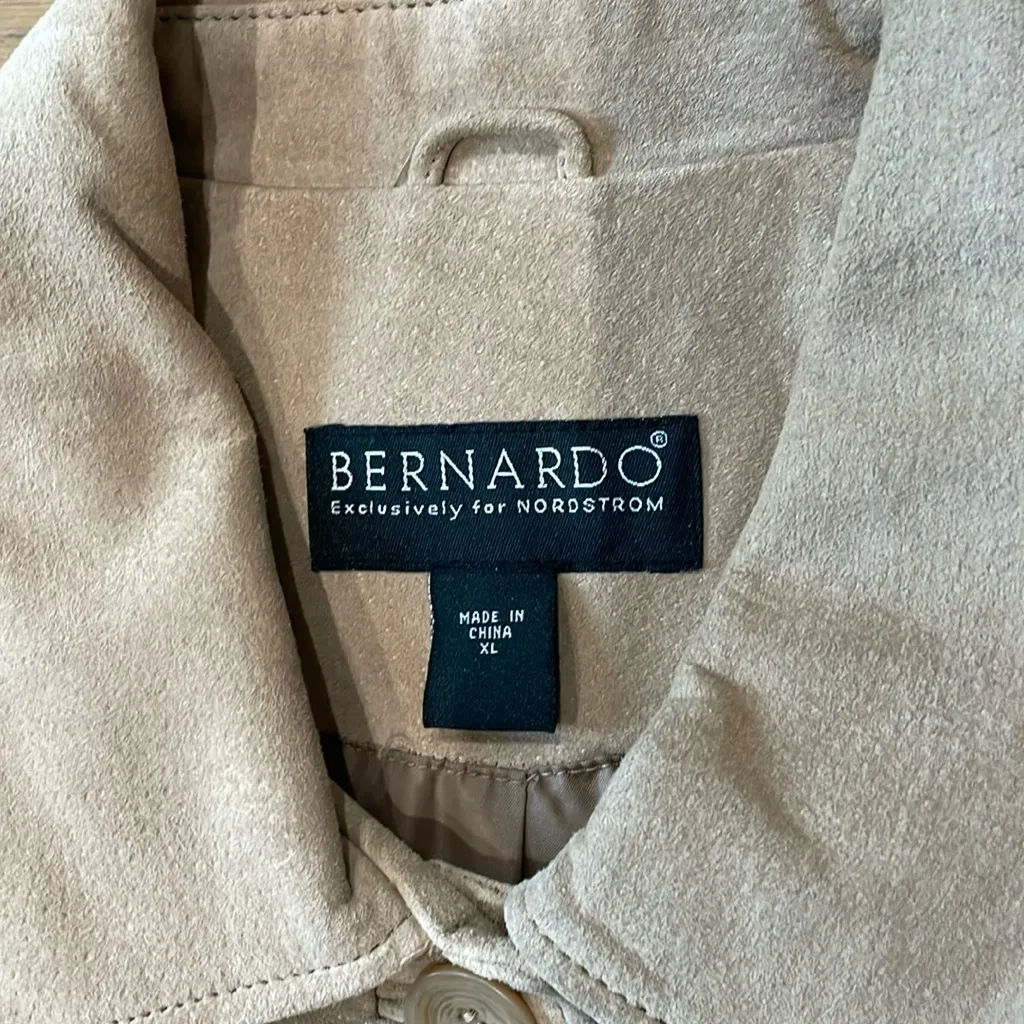 BERNARDO®
Exclusively for NORDSTROM
MADE IN
CHINA
XL